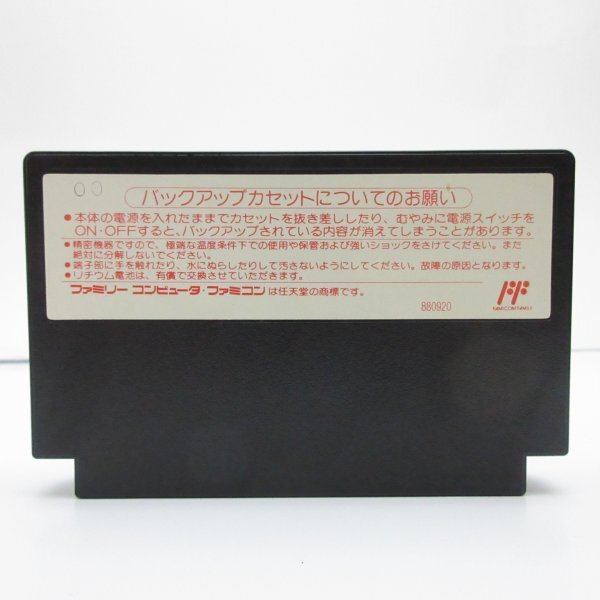 00
バックアップカセットについてのお願い
●本体の電源を入れたままでカセットを抜き差ししたり、むやみに電源スイッチを
ON・OFFすると、バックアップされている内容が消えてしまうことがあります。
●精密機器ですので、極端な温度条件下での使用や保管および強いショックをさけてください。また
絶対に分解しないでください。
●端子部に手を触れたり、水にぬらしたりして汚さないようにしてください。故障の原因となります。
●リチウム電池は、有償で交換させていただきます。
ファミリー コンピュータ・ファミコンは任天堂の商標です。
880920
FAMICOM FAMILY